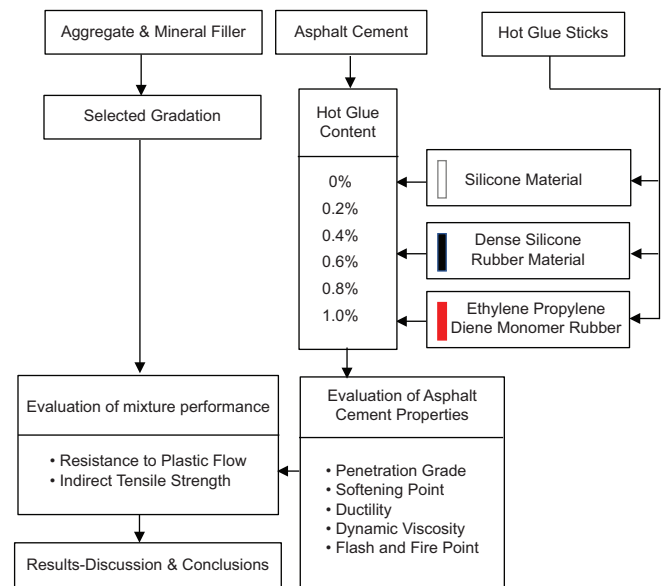 Aggregate & Mineral Filler
Asphalt Cement
Hot Glue Sticks
Selected Gradation
Hot Glue
Content
0%
0.2%
0.4%
0.6%
0.8%
1.0%
Silicone Material
Dense Silicone
Rubber Material
Ethylene Propylene
Diene Monomer Rubber
Evaluation of mixture performance
• Resistance to Plastic Flow
• Indirect Tensile Strength
Evaluation of Asphalt
Cement Properties
• Penetration Grade
• Softening Point
• Ductility
• Dynamic Viscosity
• Flash and Fire Point
Results-Discussion & Conclusions